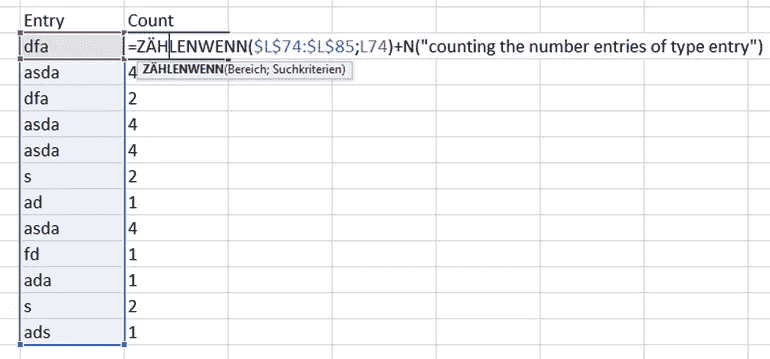 Entry Count
dfa =ZÄHLENWENN($L$74:$L$85;L74)+N("counting the number entries of type entry")
asda 4 ZÄHLENWENN(Bereich; Suchkriterien)
dfa 2
asda 4
asda 4
s 2
ad 1
asda 4
fd 1
ada 1
s 2
ads 1